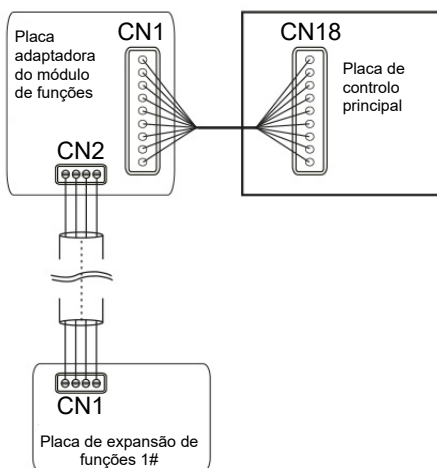 Placa
adaptadora
do módulo
de funções
CN1
CN18
Placa de
controlo
principal
CN2
CN1
Placa de expansão de
funções 1#